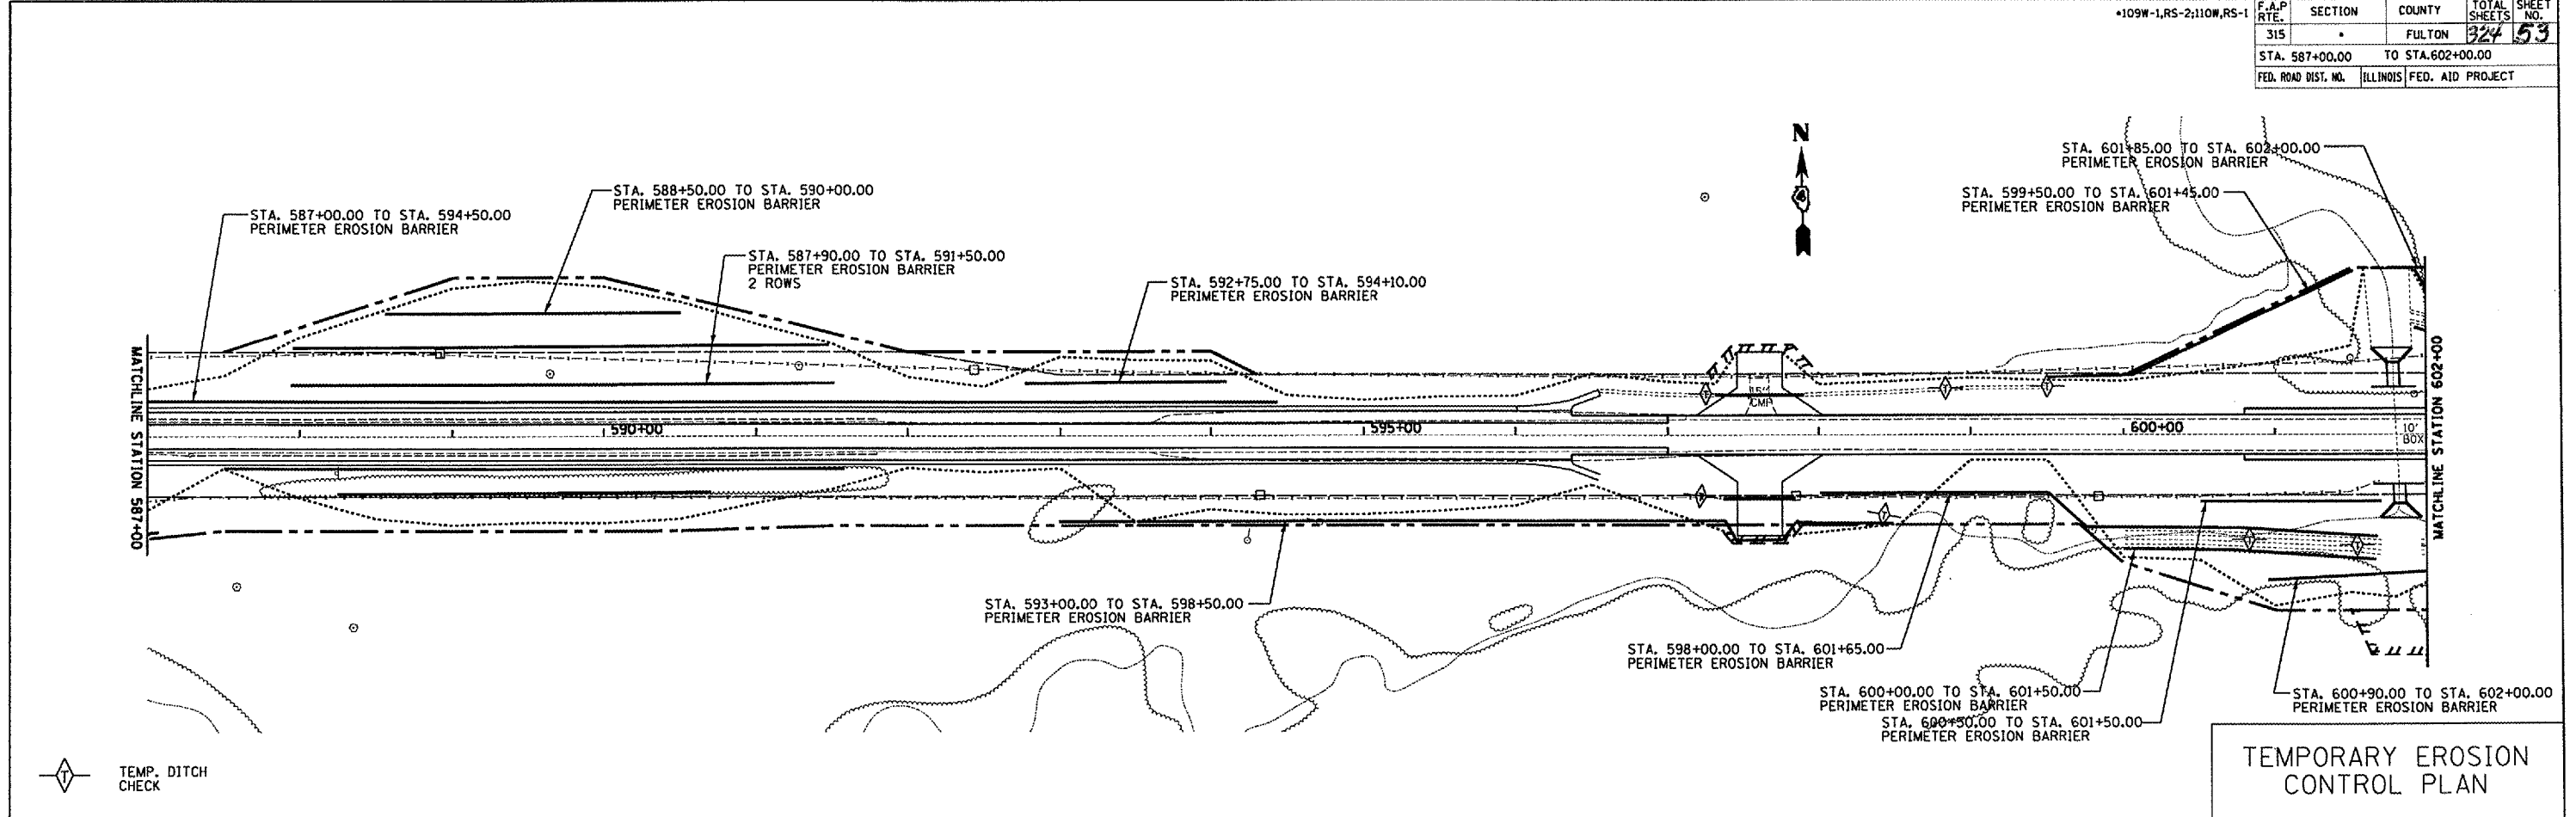 *109W-1,RS-2;110W,RS-1
F.A.P RTE. SECTION COUNTY TOTAL SHEETS SHEET NO.
315 * FULTON 324 53
STA. 587+00.00 TO STA.602+00.00
FED. ROAD DIST. NO. ILLINOIS FED. AID PROJECT
N
STA. 601+85.00 TO STA. 602+00.00
PERIMETER EROSION BARRIER
STA. 599+50.00 TO STA. 601+45.00
PERIMETER EROSION BARRIER
STA. 588+50.00 TO STA. 590+00.00
PERIMETER EROSION BARRIER
STA. 587+00.00 TO STA. 594+50.00
PERIMETER EROSION BARRIER
STA. 587+90.00 TO STA. 591+50.00
PERIMETER EROSION BARRIER
2 ROWS
STA. 592+75.00 TO STA. 594+10.00
PERIMETER EROSION BARRIER
MATCHLINE STATION 587+00
MATCHLINE STATION 602+00
T
T
T
15"
CMP
590+00
595+00
600+00
10'
BOX
T
T
T
T
STA. 593+00.00 TO STA. 598+50.00
PERIMETER EROSION BARRIER
STA. 598+00.00 TO STA. 601+65.00
PERIMETER EROSION BARRIER
STA. 600+00.00 TO STA. 601+50.00
PERIMETER EROSION BARRIER
STA. 600+50.00 TO STA. 601+50.00
PERIMETER EROSION BARRIER
STA. 600+90.00 TO STA. 602+00.00
PERIMETER EROSION BARRIER
T
TEMP. DITCH
CHECK
TEMPORARY EROSION
CONTROL PLAN